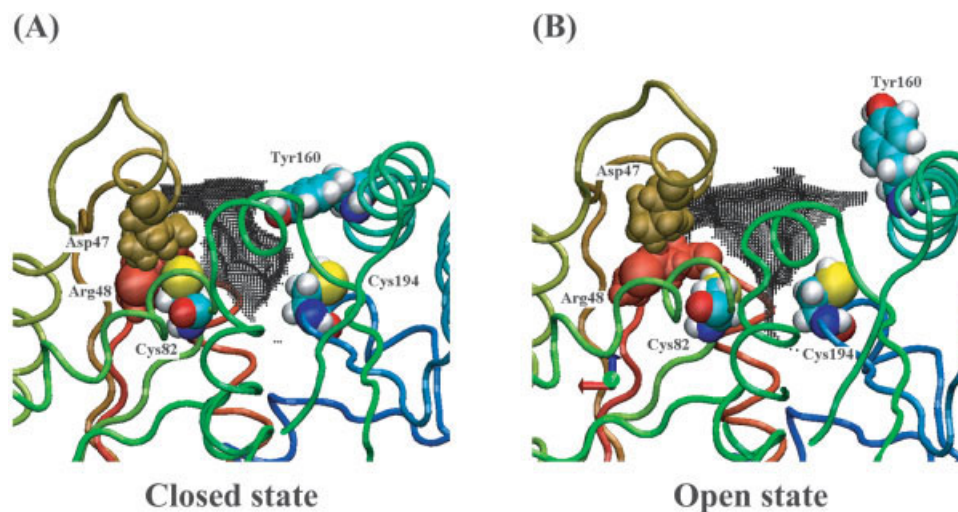 (A)
(B)
Tyr160
Asp47
Arg48
Cys82
Cys194
Closed state
Tyr160
Asp47
Arg48
Cys82
Cys194
Open state